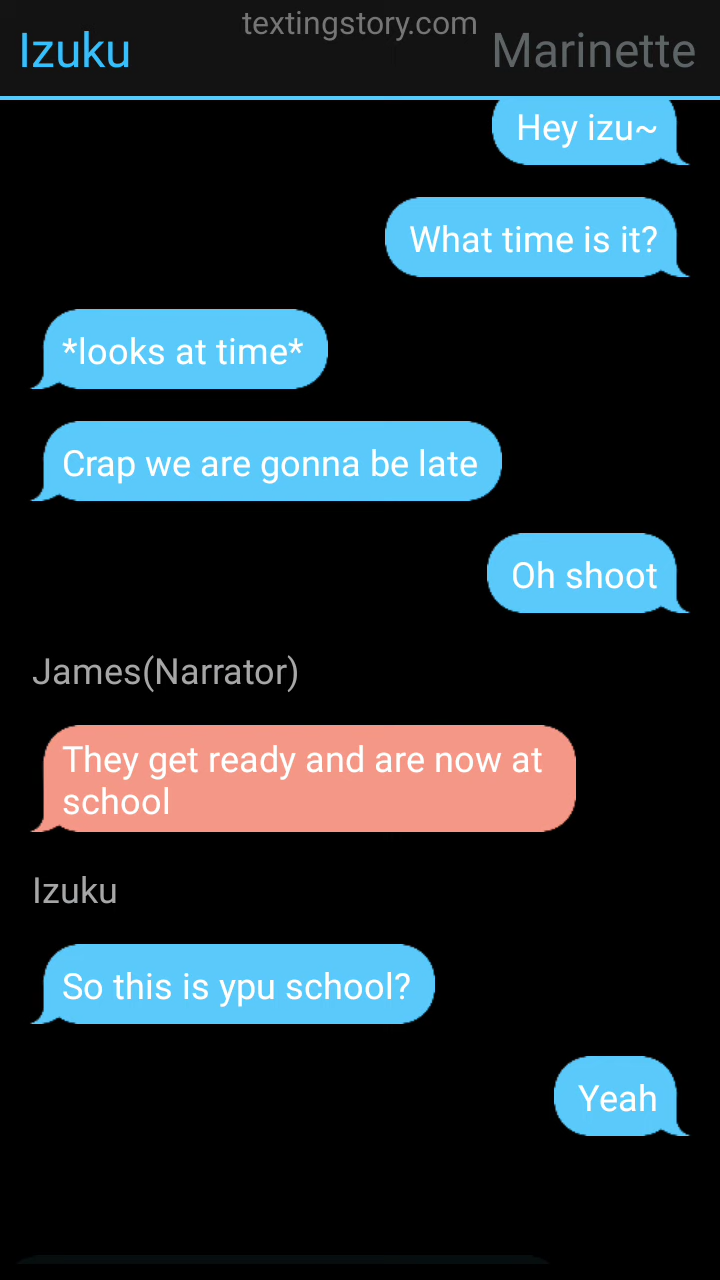 textingstory.com
Izuku
Marinette
Hey izu~
What time is it?
*looks at time*
Crap we are gonna be late
Oh shoot
James(Narrator)
They get ready and are now at
school
Izuku
So this is ypu school?
Yeah